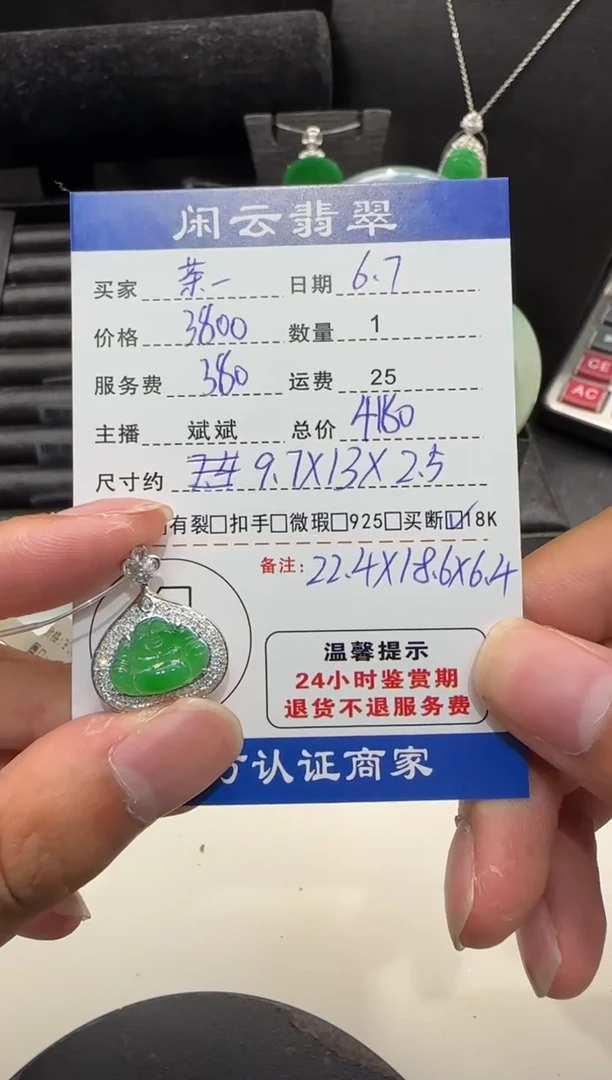 闲云翡翠
买家 茶一 日期 6.7
价格 3800 数量 1
服务费 380 运费 25
主播 斌斌 总价 4180
尺寸约 9.7X13X2.5
有裂□扣手□微瑕□925□买断☑18K
备注: 22.4X18.6X6.4
温馨提示
24小时鉴赏期
退货不退服务费
方认证商家
CE
AC